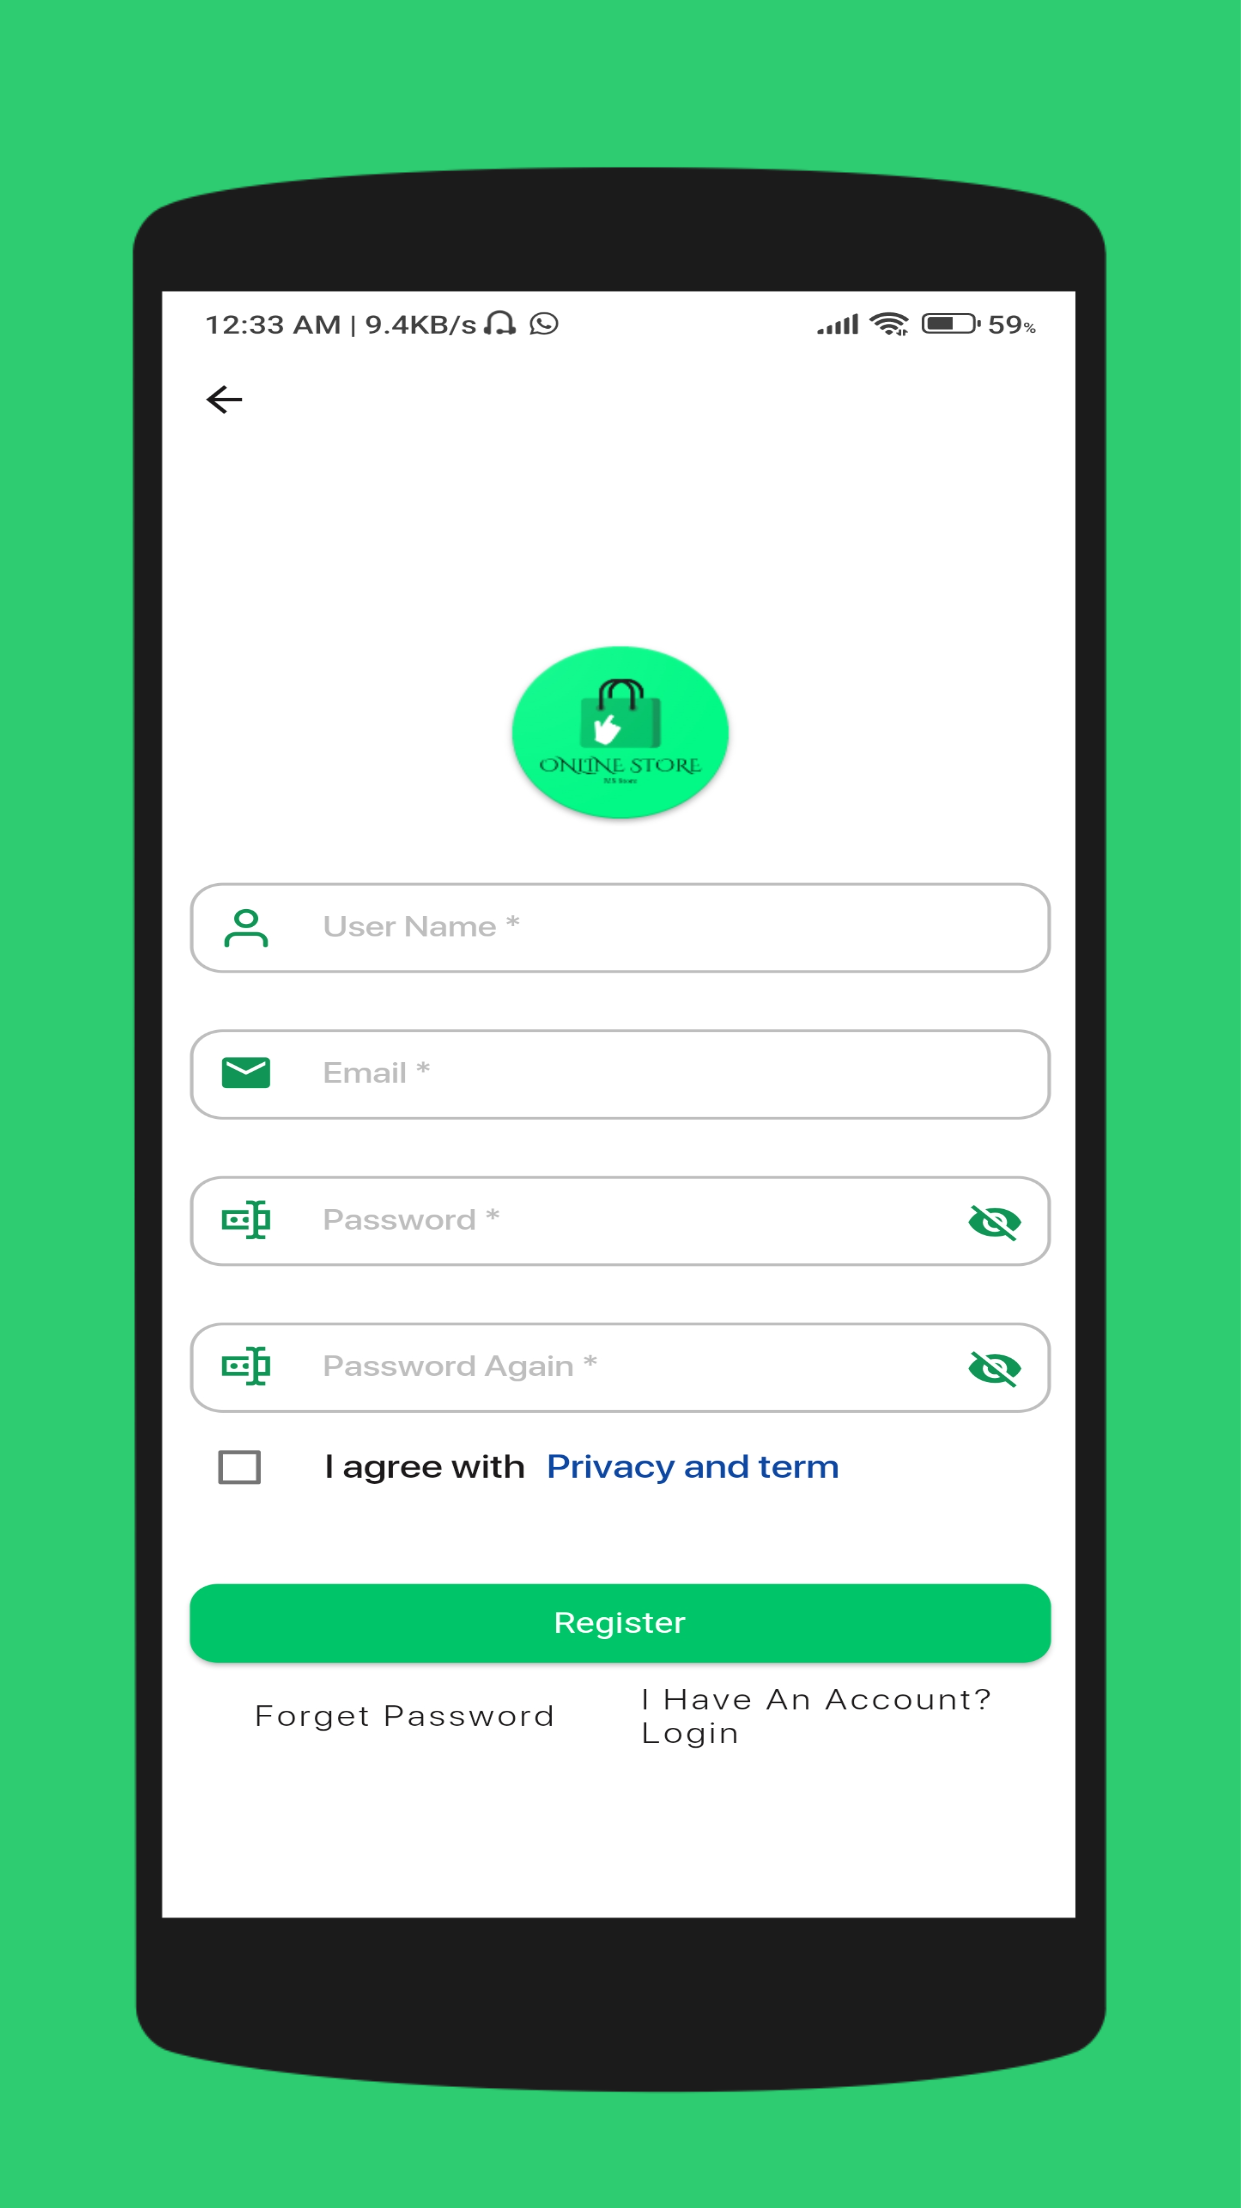 12:33 AM | 9.4KB/s
59%
ONLINE STORE
User Name *
Email *
Password *
Password Again *
I agree with Privacy and term
Register
Forget Password
I Have An Account?
Login